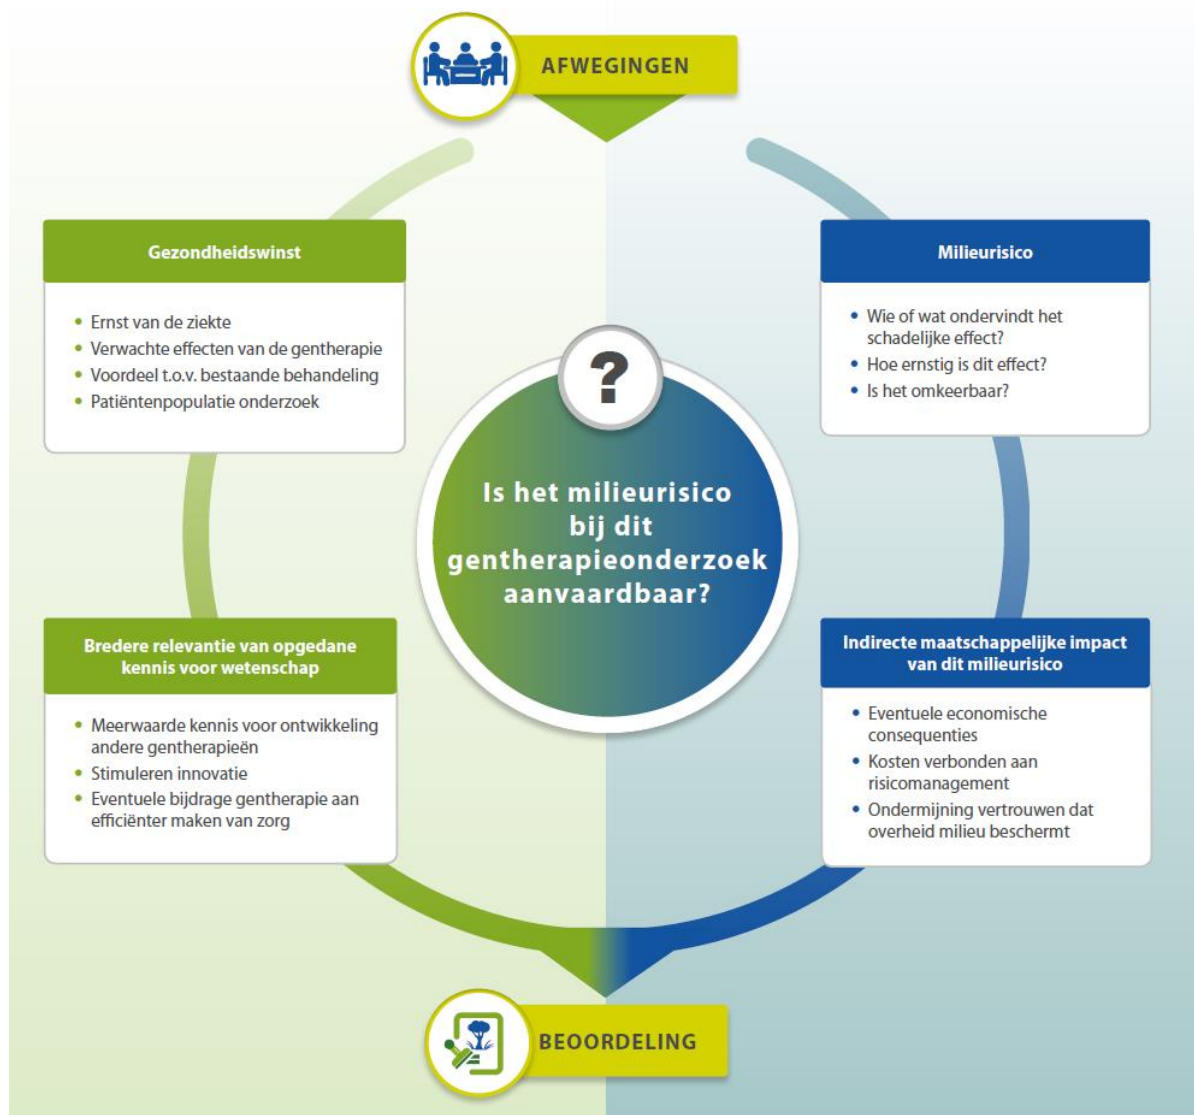 AFWEGINGEN
Gezondheidswinst
• Ernst van de ziekte
• Verwachte effecten van de gentherapie
• Voordeel t.o.v. bestaande behandeling
• Patiëntenpopulatie onderzoek
Milieurisico
• Wie of wat ondervindt het
schadelijke effect?
• Hoe ernstig is dit effect?
• Is het omkeerbaar?
?
Is het milieurisico
bij dit
gentherapieonderzoek
aanvaardbaar?
Bredere relevantie van opgedane
kennis voor wetenschap
• Meerwaarde kennis voor ontwikkeling
andere gentherapieën
• Stimuleren innovatie
• Eventuele bijdrage gentherapie aan
efficiënter maken van zorg
Indirecte maatschappelijke impact
van dit milieurisico
• Eventuele economische
consequenties
• Kosten verbonden aan
risicomanagement
• Ondermijning vertrouwen dat
overheid milieu beschermt
BEOORDELING